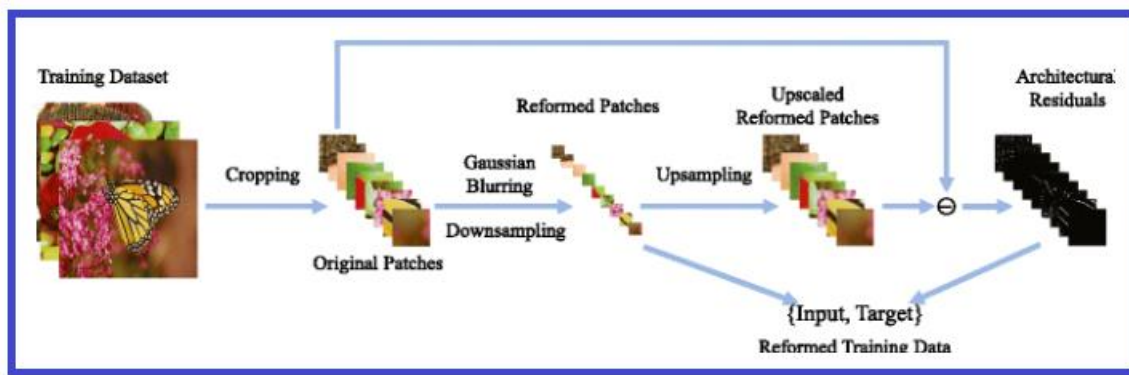 Training Dataset
Cropping
Original Patches
Gaussian
Blurring
Downsampling
Reformed Patches
Upsampling
Upscaled
Reformed Patches
⊖
Architectura
Residuals
{Input, Target}
Reformed Training Data